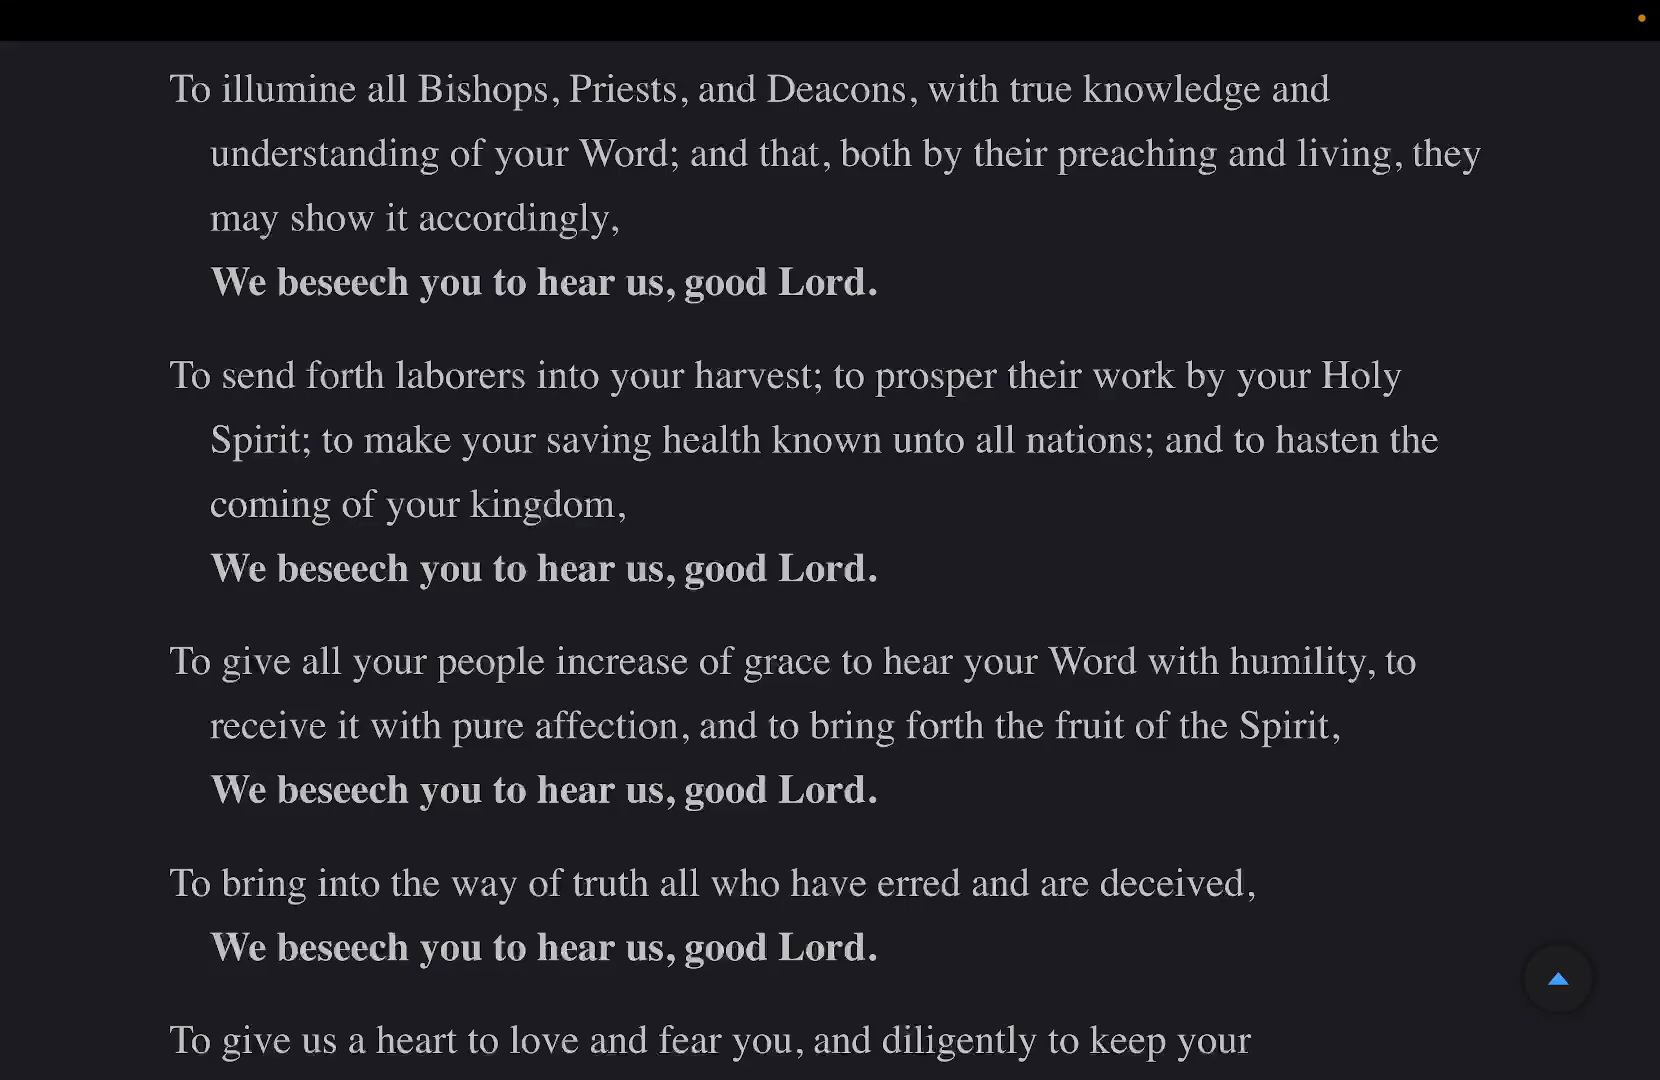 To illumine all Bishops, Priests, and Deacons, with true knowledge and
understanding of your Word; and that, both by their preaching and living, they
may show it accordingly,
We beseech you to hear us, good Lord.
To send forth laborers into your harvest; to prosper their work by your Holy
Spirit; to make your saving health known unto all nations; and to hasten the
coming of your kingdom,
We beseech you to hear us, good Lord.
To give all your people increase of grace to hear your Word with humility, to
receive it with pure affection, and to bring forth the fruit of the Spirit,
We beseech you to hear us, good Lord.
To bring into the way of truth all who have erred and are deceived,
We beseech you to hear us, good Lord.
To give us a heart to love and fear you, and diligently to keep your